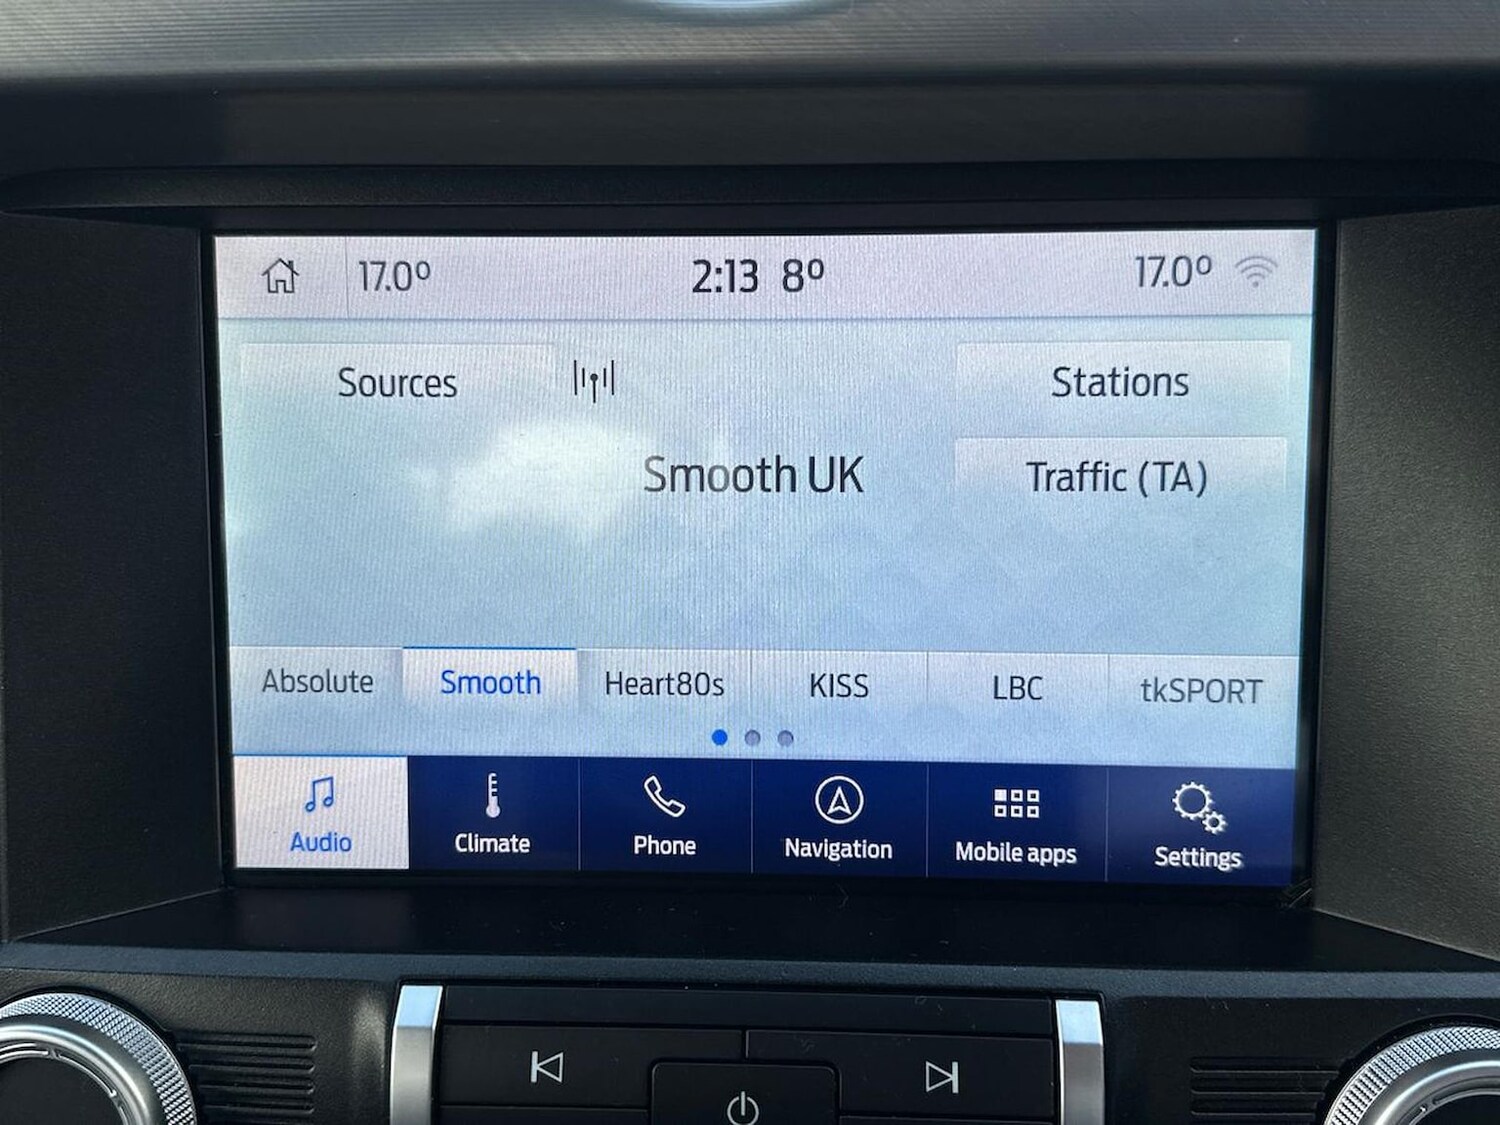 17.0° 2:13 8° 17.0°
Sources Stations
Smooth UK Traffic (TA)
Absolute Smooth Heart80s KISS LBC tkSPORT
Audio Climate Phone Navigation Mobile apps Settings